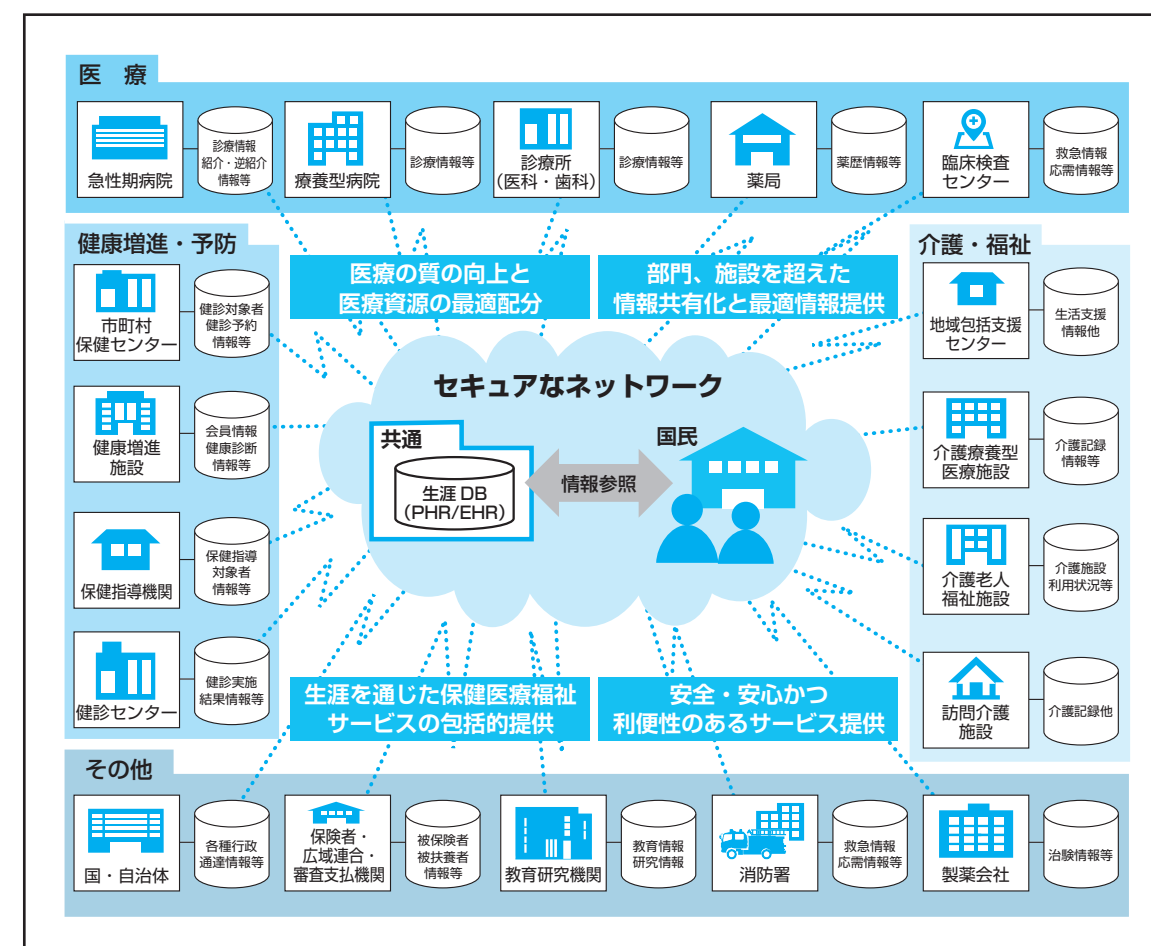 医 療
急性期病院
診療情報
紹介・逆紹介
情報等
療養型病院
診療情報等
診療所
(医科・歯科)
診療情報等
薬局
薬歴情報等
臨床検査
センター
救急情報
応需情報等
健康増進・予防
市町村
保健センター
健診対象者
健診予約
情報等
健康増進
施設
会員情報
健康診断
情報等
保健指導機関
保健指導
対象者
情報等
健診センター
健診実施
結果情報等
医療の質の向上と
医療資源の最適配分
部門、施設を超えた
情報共有化と最適情報提供
セキュアなネットワーク
共通
生涯 DB
(PHR/EHR)
情報参照
国民
生涯を通じた保健医療福祉
サービスの包括的提供
安全・安心かつ
利便性のあるサービス提供
介護・福祉
地域包括支援
センター
生活支援
情報他
介護療養型
医療施設
介護記録
情報等
介護老人
福祉施設
介護施設
利用状況等
訪問介護
施設
介護記録他
その他
国・自治体
各種行政
通達情報等
保険者・
広域連合・
審査支払機関
被保険者
被扶養者
情報等
教育研究機関
教育情報
研究情報
消防署
救急情報
応需情報等
製薬会社
治験情報等